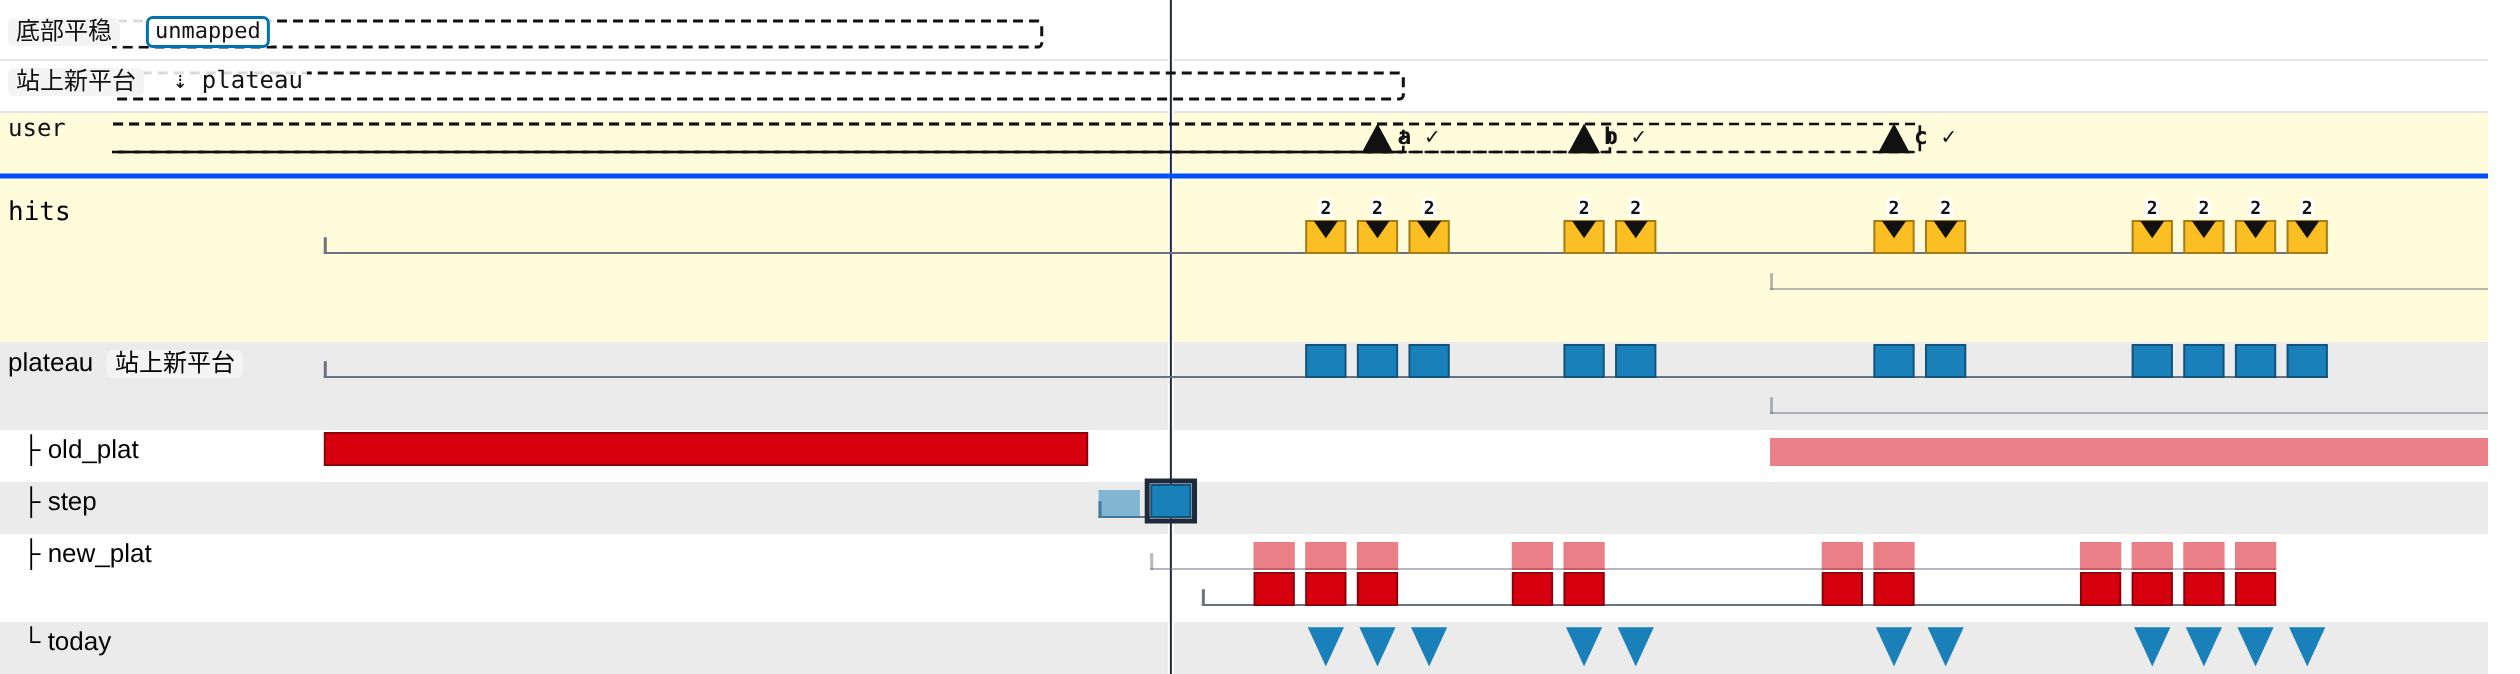 底部平稳 unmapped
站上新平台 ⇣ plateau
user a ✓ b ✓ c ✓
hits 2 2 2 2 2 2 2 2 2 2 2
plateau 站上新平台
├ old_plat
├ step
├ new_plat
└ today